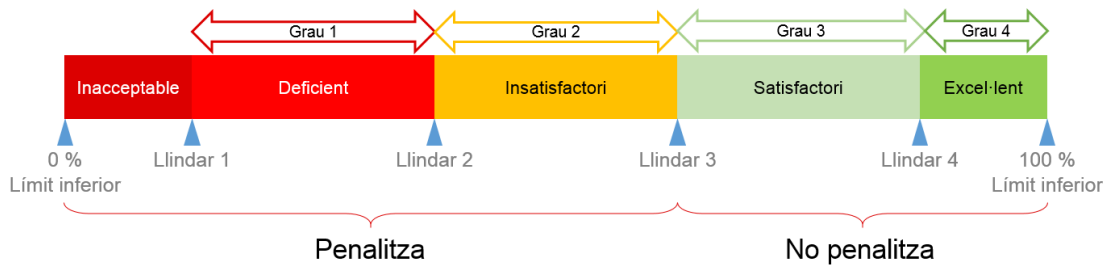 Grau 1 Grau 2 Grau 3 Grau 4
Inacceptable Deficient Insatisfactori Satisfactori Excel·lent
0 % Llindar 1 Llindar 2 Llindar 3 Llindar 4 100 %
Límit inferior Límit inferior
Penalitza No penalitza